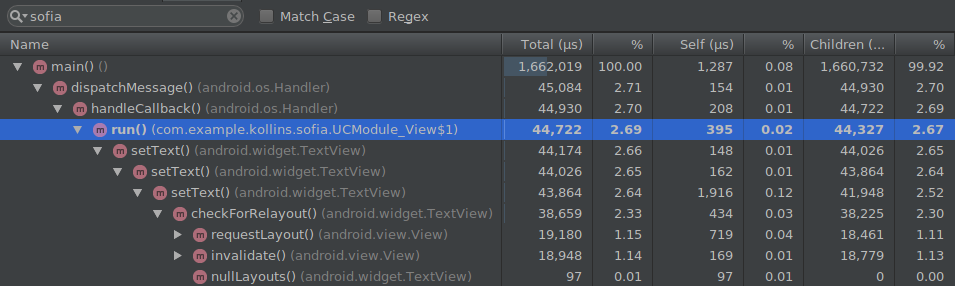 sofia Match Case Regex
Name Total (µs) % Self (µs) % Children (... %
m main() () 1,662,019 100.00 1,287 0.08 1,660,732 99.92
m dispatchMessage() (android.os.Handler) 45,084 2.71 154 0.01 44,930 2.70
m handleCallback() (android.os.Handler) 44,930 2.70 208 0.01 44,722 2.69
m run() (com.example.kollins.sofia.UCModule_View$1) 44,722 2.69 395 0.02 44,327 2.67
m setText() (android.widget.TextView) 44,174 2.66 148 0.01 44,026 2.65
m setText() (android.widget.TextView) 44,026 2.65 162 0.01 43,864 2.64
m setText() (android.widget.TextView) 43,864 2.64 1,916 0.12 41,948 2.52
m checkForRelayout() (android.widget.TextView) 38,659 2.33 434 0.03 38,225 2.30
m requestLayout() (android.view.View) 19,180 1.15 719 0.04 18,461 1.11
m invalidate() (android.view.View) 18,948 1.14 169 0.01 18,779 1.13
m nullLayouts() (android.widget.TextView) 97 0.01 97 0.01 0 0.00